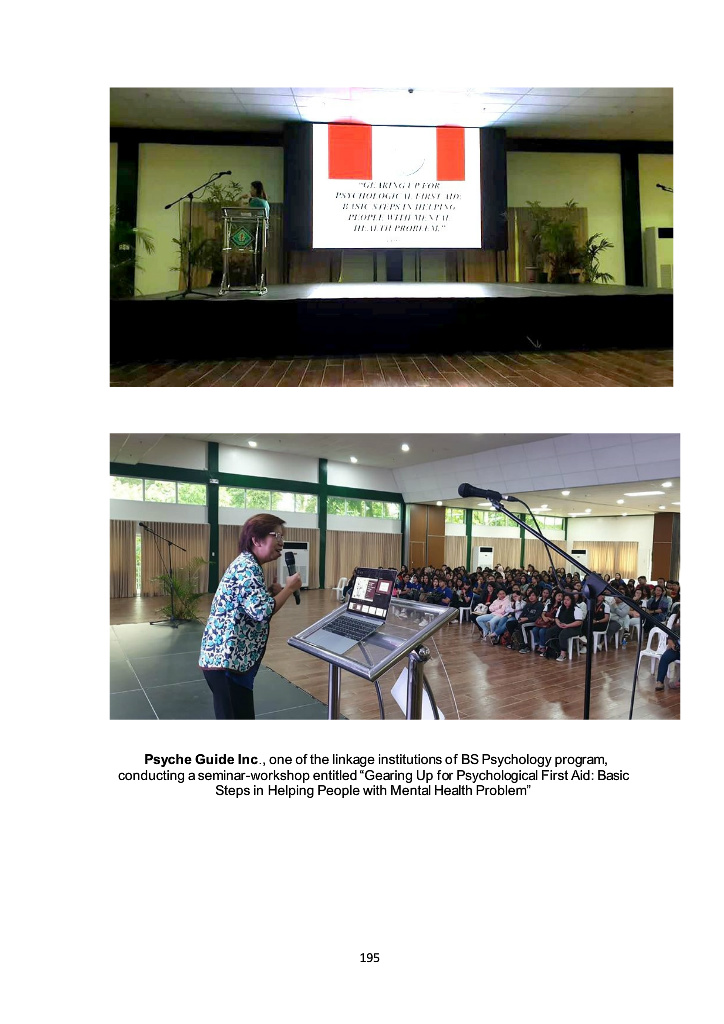 "GEARING UP FOR
PSYCHOLOGICAL FIRST AID:
BASIC STEPS IN HELPING
PEOPLE WITH MENTAL
HEALTH PROBLEM."
Psyche Guide Inc., one of the linkage institutions of BS Psychology program,
conducting a seminar-workshop entitled “Gearing Up for Psychological First Aid: Basic
Steps in Helping People with Mental Health Problem”
195